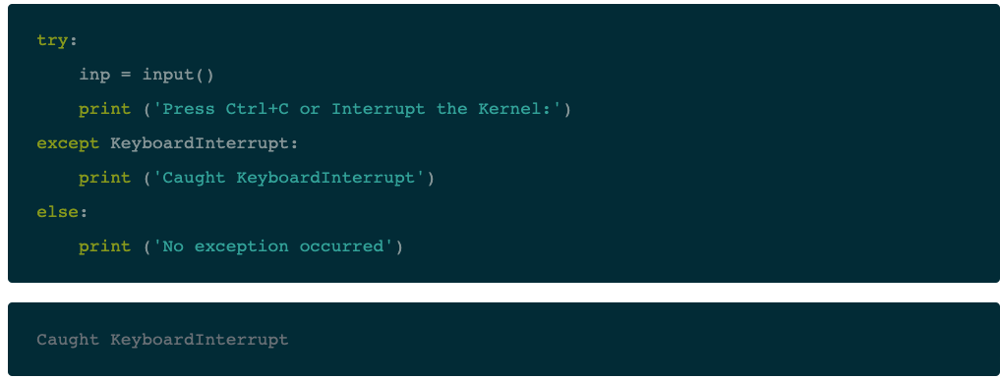 try:
    inp = input()
    print ('Press Ctrl+C or Interrupt the Kernel:')
except KeyboardInterrupt:
    print ('Caught KeyboardInterrupt')
else:
    print ('No exception occurred')
Caught KeyboardInterrupt